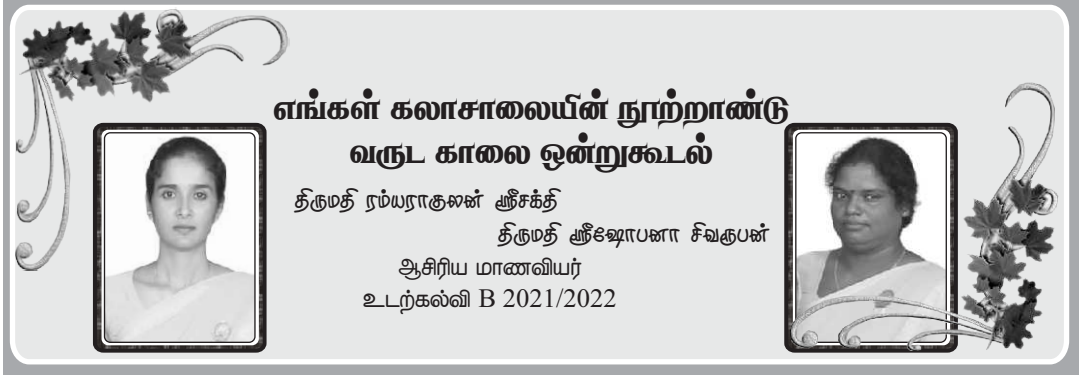 எங்கள் கலாசாலையின் நூற்றாண்டு
வருட காலை ஒன்றுகூடல்
திருமதி ரம்யராகுலன் ஸ்ரீசக்தி
திருமதி ஸ்ரீஷோபனா சிவரூபன்
ஆசிரிய மாணவியர்
உடற்கல்வி B 2021/2022